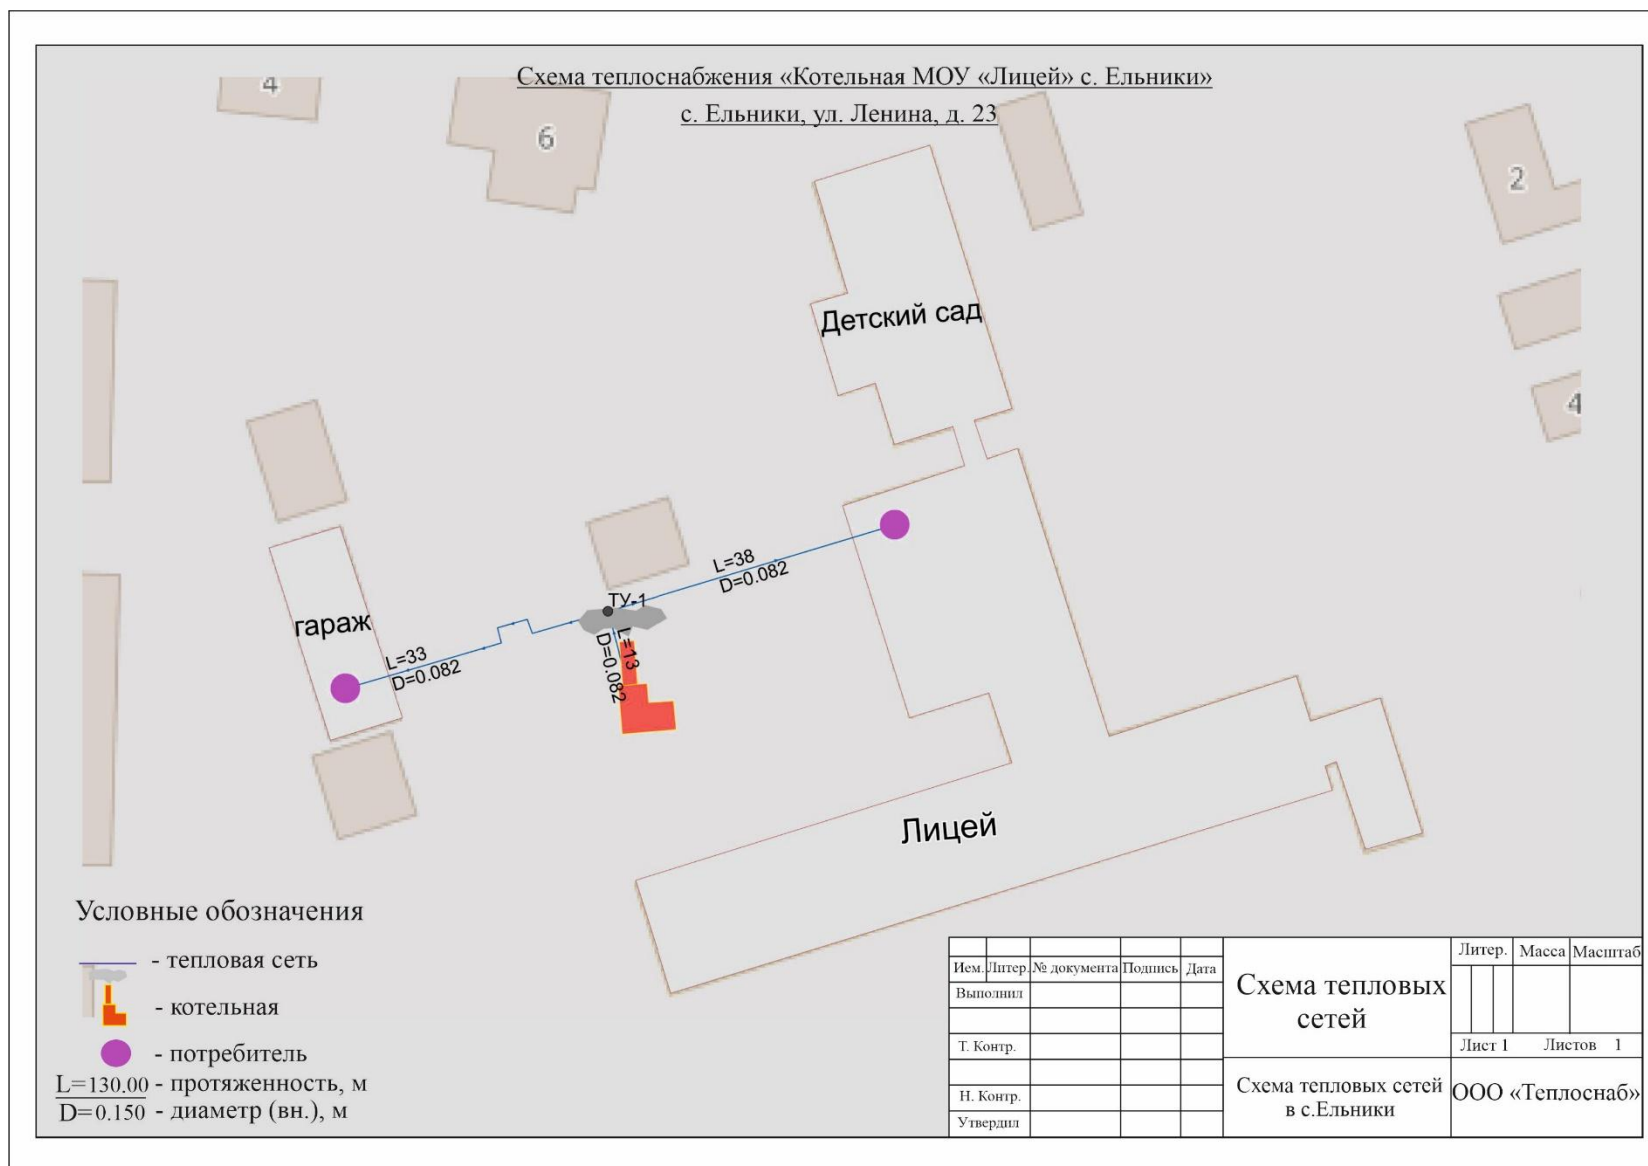 Схема теплоснабжения «Котельная МОУ «Лицей» с. Ельники»
с. Ельники, ул. Ленина, д. 23
4
6
2
4
Детский сад
гараж
ТУ-1
L=38
D=0.082
L=33
D=0.082
L=13
D=0.082
Лицей
Условные обозначения
- тепловая сеть
- котельная
- потребитель
L=130.00 - протяженность, м
D=0.150 - диаметр (вн.), м
Ием. Литер. № документа Подпись Дата
Выполнил
Т. Контр.
Н. Контр.
Утвердил
Схема тепловых
сетей
Схема тепловых сетей
в с.Ельники
Литер. Масса Масштаб
Лист 1 Листов 1
ООО «Теплоснаб»